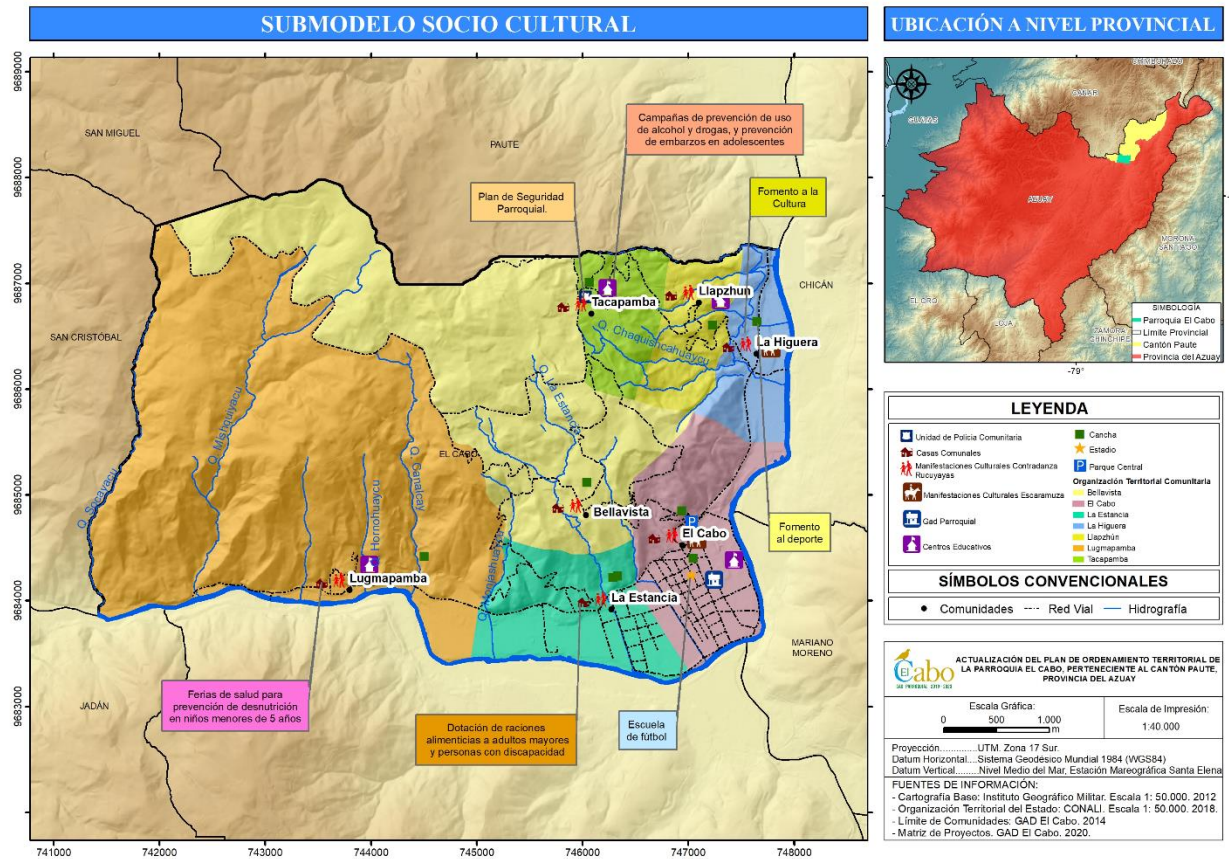 SUBMODELO SOCIO CULTURAL
UBICACIÓN A NIVEL PROVINCIAL
9689000
9688000
9687000
9686000
9685000
9684000
9683000
741000
742000
743000
744000
745000
746000
747000
748000
SAN MIGUEL
PAUTE
SAN CRISTÓBAL
CHICÁN
EL CABO
JADÁN
MARIANO
MORENO
Campañas de prevención de uso
de alcohol y drogas, y prevención
de embarzos en adolescentes
Plan de Seguridad
Parroquial.
Fomento a la
Cultura
Tacapamba
Llapzhun
La Higuera
Q. Chaquishcahuaycu
Q. La Estancia
Q. Mishquiyacu
Q. Canalcay
Hornohuaycu
Q. Socayacu
Bellavista
El Cabo
Lugmapamba
La Estancia
Fomento
al deporte
Ferias de salud para
prevención de desnutrición
en niños menores de 5 años
Dotación de raciones
alimenticias a adultos mayores
y personas con discapacidad
Escuela
de fútbol
CHIMBORAZO
CAÑAR
GUAYAS
AZUAY
MORONA
SANTIAGO
EL ORO
LOJA
ZAMORA
CHINCHIPE
-79°
SIMBOLOGÍA
Parroquia El Cabo
Límite Provincial
Cantón Paute
Provincia del Azuay
LEYENDA
Unidad de Policía Comunitaria
Casas Comunales
Manifestaciones Culturales Contradanza
Rucuyayas
Manifestaciones Culturales Escaramuza
Gad Parroquial
Centros Educativos
Cancha
Estadio
P
Parque Central
Organización Territorial Comunitaria
Bellavista
El Cabo
La Estancia
La Higuera
Llapzhún
Lugmapamba
Tacapamba
SÍMBOLOS CONVENCIONALES
Comunidades
Red Vial
Hidrografía
El Cabo
ACTUALIZACIÓN DEL PLAN DE ORDENAMIENTO TERRITORIAL DE
LA PARROQUIA EL CABO, PERTENECIENTE AL CANTÓN PAUTE,
PROVINCIA DEL AZUAY
Escala Gráfica:
0 500 1.000
m
Escala de Impresión:
1:40.000
Proyección.............UTM. Zona 17 Sur.
Datum Horizontal....Sistema Geodésico Mundial 1984 (WGS84)
Datum Vertical........Nivel Medio del Mar, Estación Mareográfica Santa Elena
FUENTES DE INFORMACIÓN:
- Cartografía Base: Instituto Geográfico Militar. Escala 1: 50.000. 2012
- Organización Territorial del Estado: CONALI. Escala 1: 50.000. 2018.
- Límite de Comunidades: GAD El Cabo. 2014
- Matriz de Proyectos. GAD El Cabo. 2020.